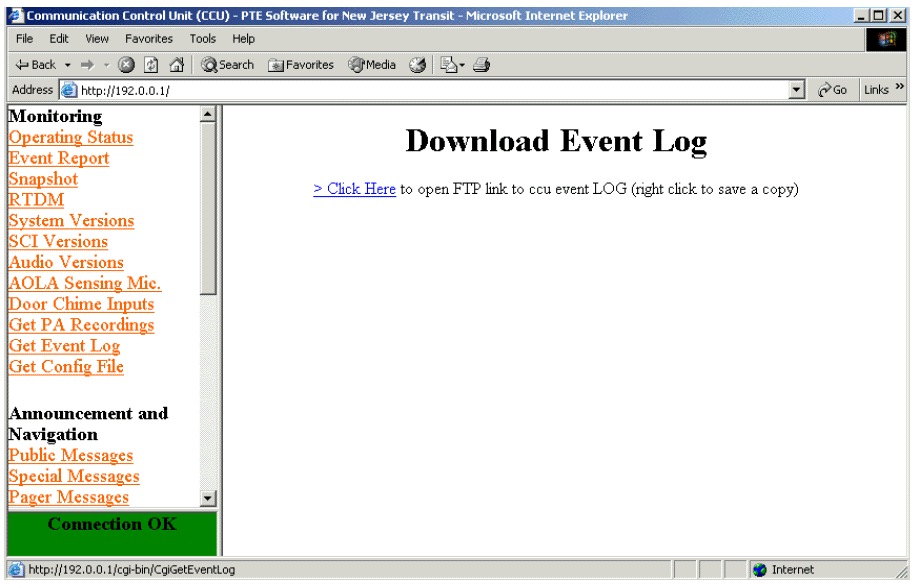 Communication Control Unit (CCU) - PTE Software for New Jersey Transit - Microsoft Internet Explorer
File Edit View Favorites Tools Help
Back Search Favorites Media
Address http://192.0.0.1/ Go Links »
Monitoring
Operating Status
Event Report
Snapshot
RTDM
System Versions
SCI Versions
Audio Versions
AOLA Sensing Mic.
Door Chime Inputs
Get PA Recordings
Get Event Log
Get Config File
Announcement and
Navigation
Public Messages
Special Messages
Pager Messages
Connection OK
Download Event Log
> Click Here to open FTP link to ccu event LOG (right click to save a copy)
http://192.0.0.1/cgi-bin/CgiGetEventLog Internet